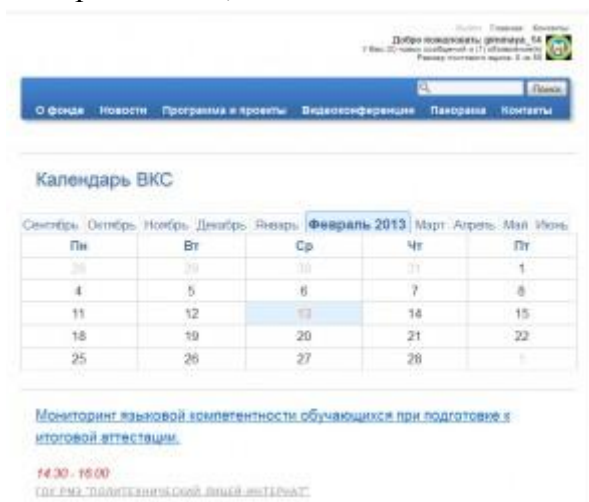 Главная Контакты
Добро пожаловать,
Поиск
О фонде Новости Программа и проекты Видеоконференции Панорама Контакты
Календарь ВКС
Сентябрь Октябрь Ноябрь Декабрь Январь Февраль 2013 Март Апрель Май Июнь
Пн Вт Ср Чт Пт
28 29 30 31 1
4 5 6 7 8
11 12 13 14 15
18 19 20 21 22
25 26 27 28 1
Мониторинг языковой компетентности обучающихся при подготовке к
итоговой аттестации.
14.30 - 16.00
ГОУ РМЭ "ПОЛИТЕХНИЧЕСКИЙ ЛИЦЕЙ-ИНТЕРНАТ"